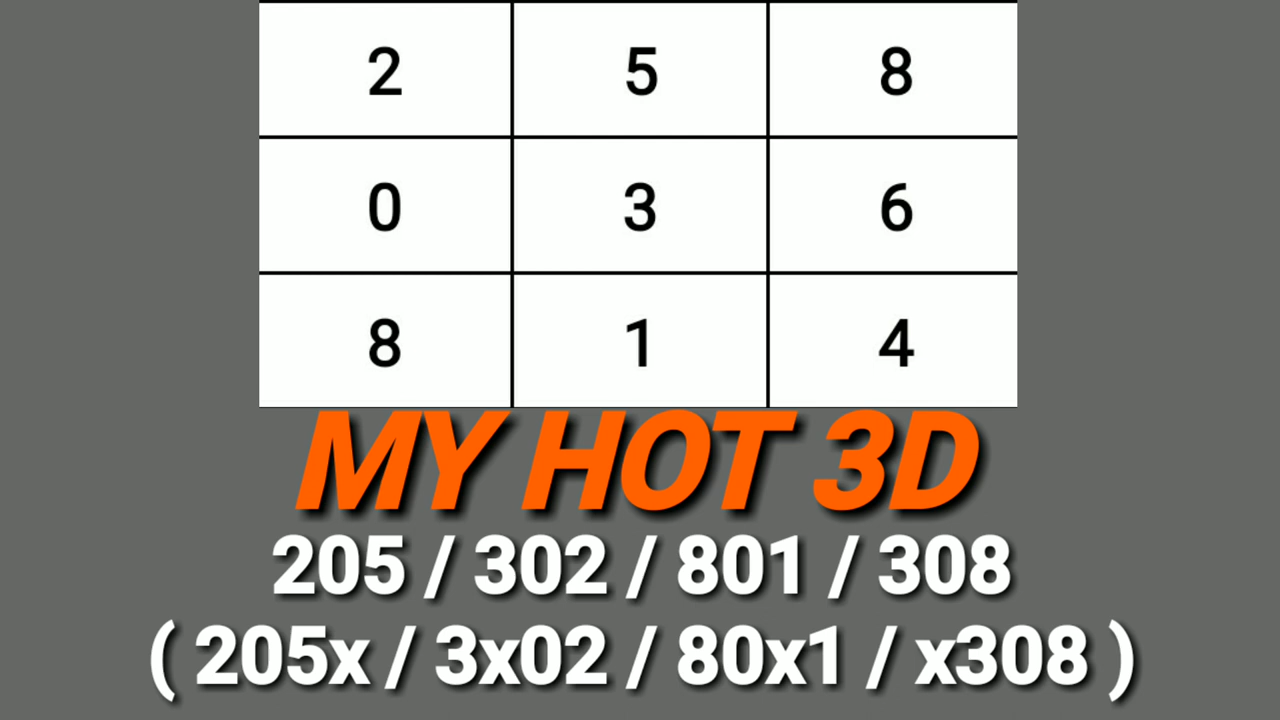 2 5 8
0 3 6
8 1 4
MY HOT 3D
205 / 302 / 801 / 308
( 205x / 3x02 / 80x1 / x308 )